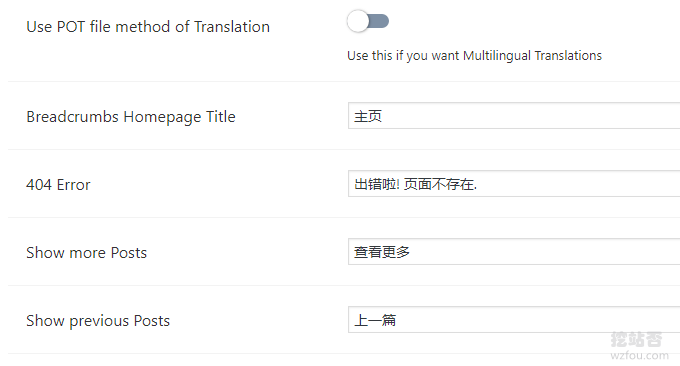 Use POT file method of Translation
Use this if you want Multilingual Translations
Breadcrumbs Homepage Title
主页
404 Error
出错啦! 页面不存在.
Show more Posts
查看更多
Show previous Posts
上一篇
挖站否
wzfou.com